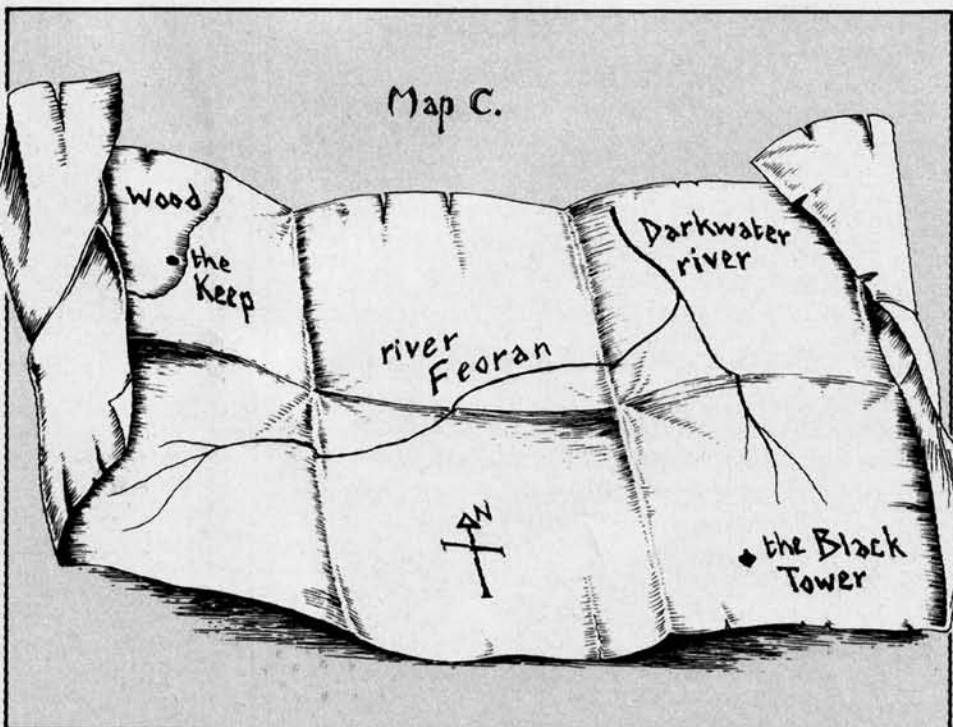 Map C.
Wood
the
Keep
Darkwater
river
river
Feoran
N
the Black
Tower